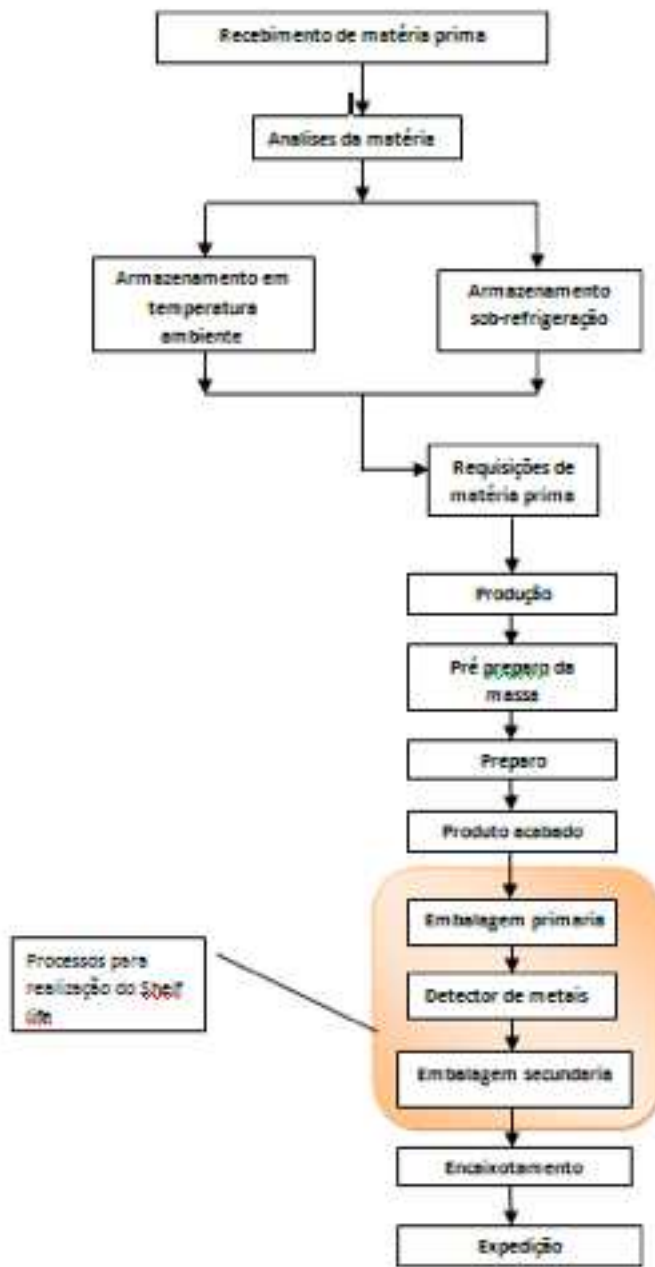 Recebimento de matéria prima
Analises da matéria
Armazenamento em
temperatura
ambiente
Armazenamento
sob-refrigeração
Requisições de
matéria prima
Produção
Pré preparo da
massa
Preparo
Produto acabado
Embalagem primaria
Processos para
realização do Shelf
life
Detector de metais
Embalagem secundaria
Encaixotamento
Expedição